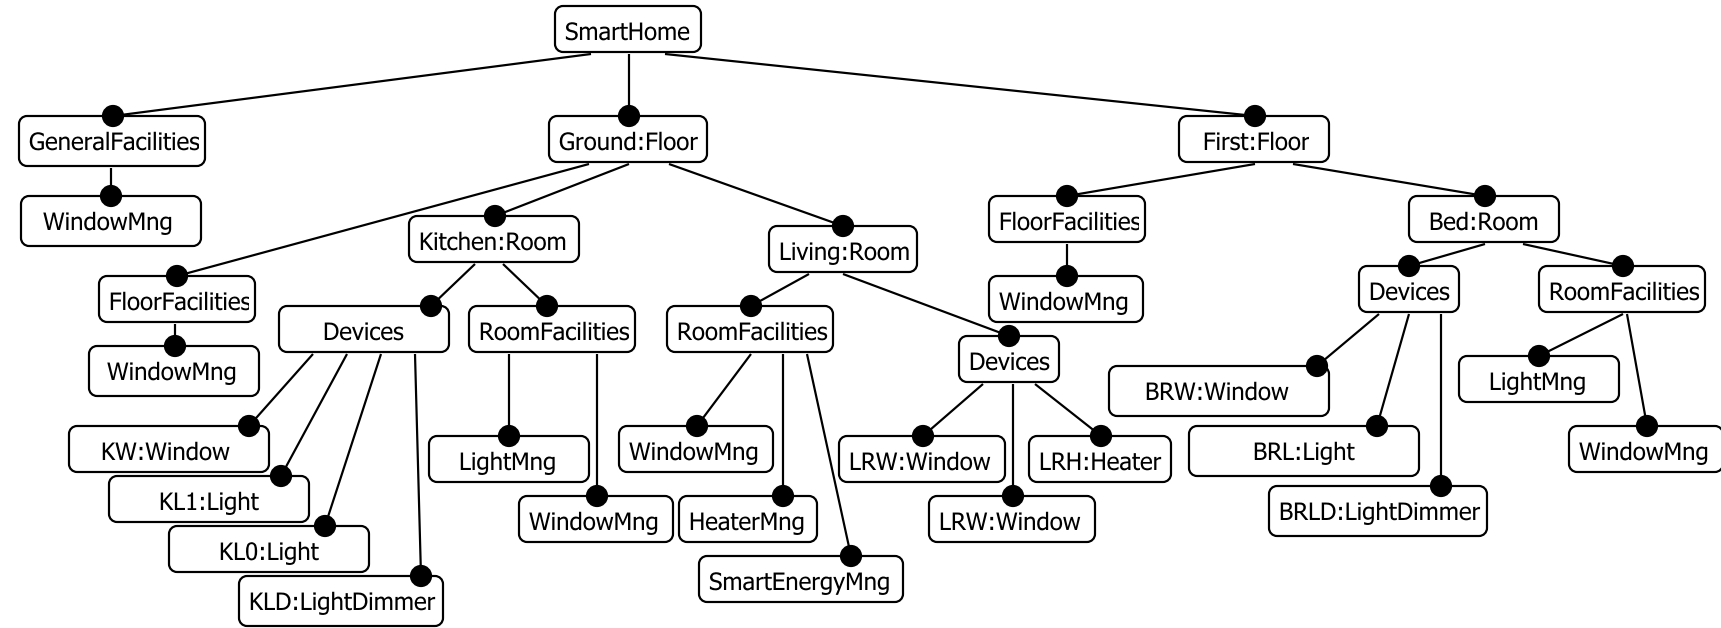 SmartHome
GeneralFacilities
Ground:Floor
First:Floor
WindowMng
FloorFacilities
Bed:Room
Kitchen:Room
Living:Room
FloorFacilities
WindowMng
Devices
RoomFacilities
Devices
RoomFacilities
RoomFacilities
WindowMng
Devices
LightMng
BRW:Window
KW:Window
LightMng
WindowMng
LRW:Window
LRH:Heater
BRL:Light
WindowMng
KL1:Light
WindowMng
HeaterMng
LRW:Window
BRLD:LightDimmer
KL0:Light
SmartEnergyMng
KLD:LightDimmer